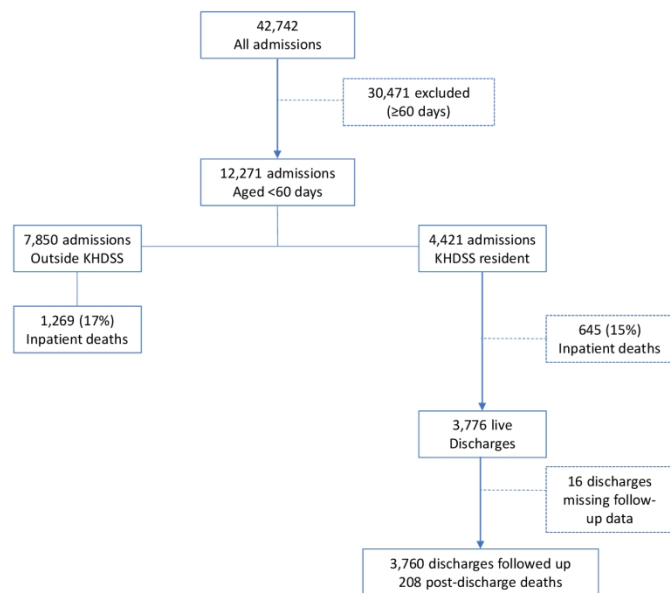 42,742
All admissions
30,471 excluded
(≥60 days)
12,271 admissions
Aged <60 days
7,850 admissions
Outside KHDSS
4,421 admissions
KHDSS resident
1,269 (17%)
Inpatient deaths
645 (15%)
Inpatient deaths
3,776 live
Discharges
16 discharges
missing follow-
up data
3,760 discharges followed up
208 post-discharge deaths